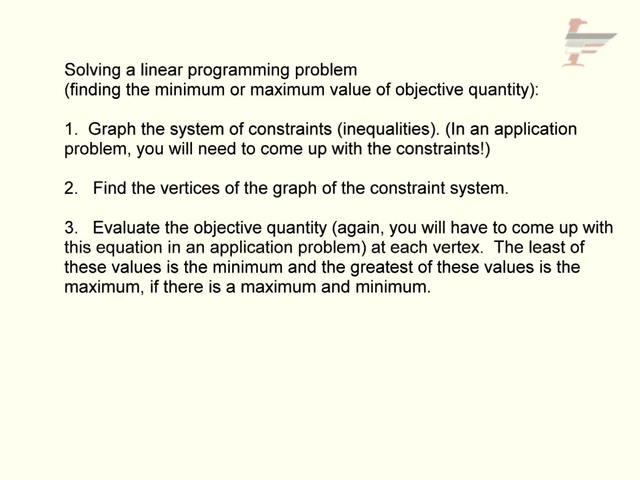 Solving a linear programming problem
(finding the minimum or maximum value of objective quantity):
1.  Graph the system of constraints (inequalities). (In an application
problem, you will need to come up with the constraints!)
2.   Find the vertices of the graph of the constraint system.
3.   Evaluate the objective quantity (again, you will have to come up with
this equation in an application problem) at each vertex.  The least of
these values is the minimum and the greatest of these values is the
maximum, if there is a maximum and minimum.